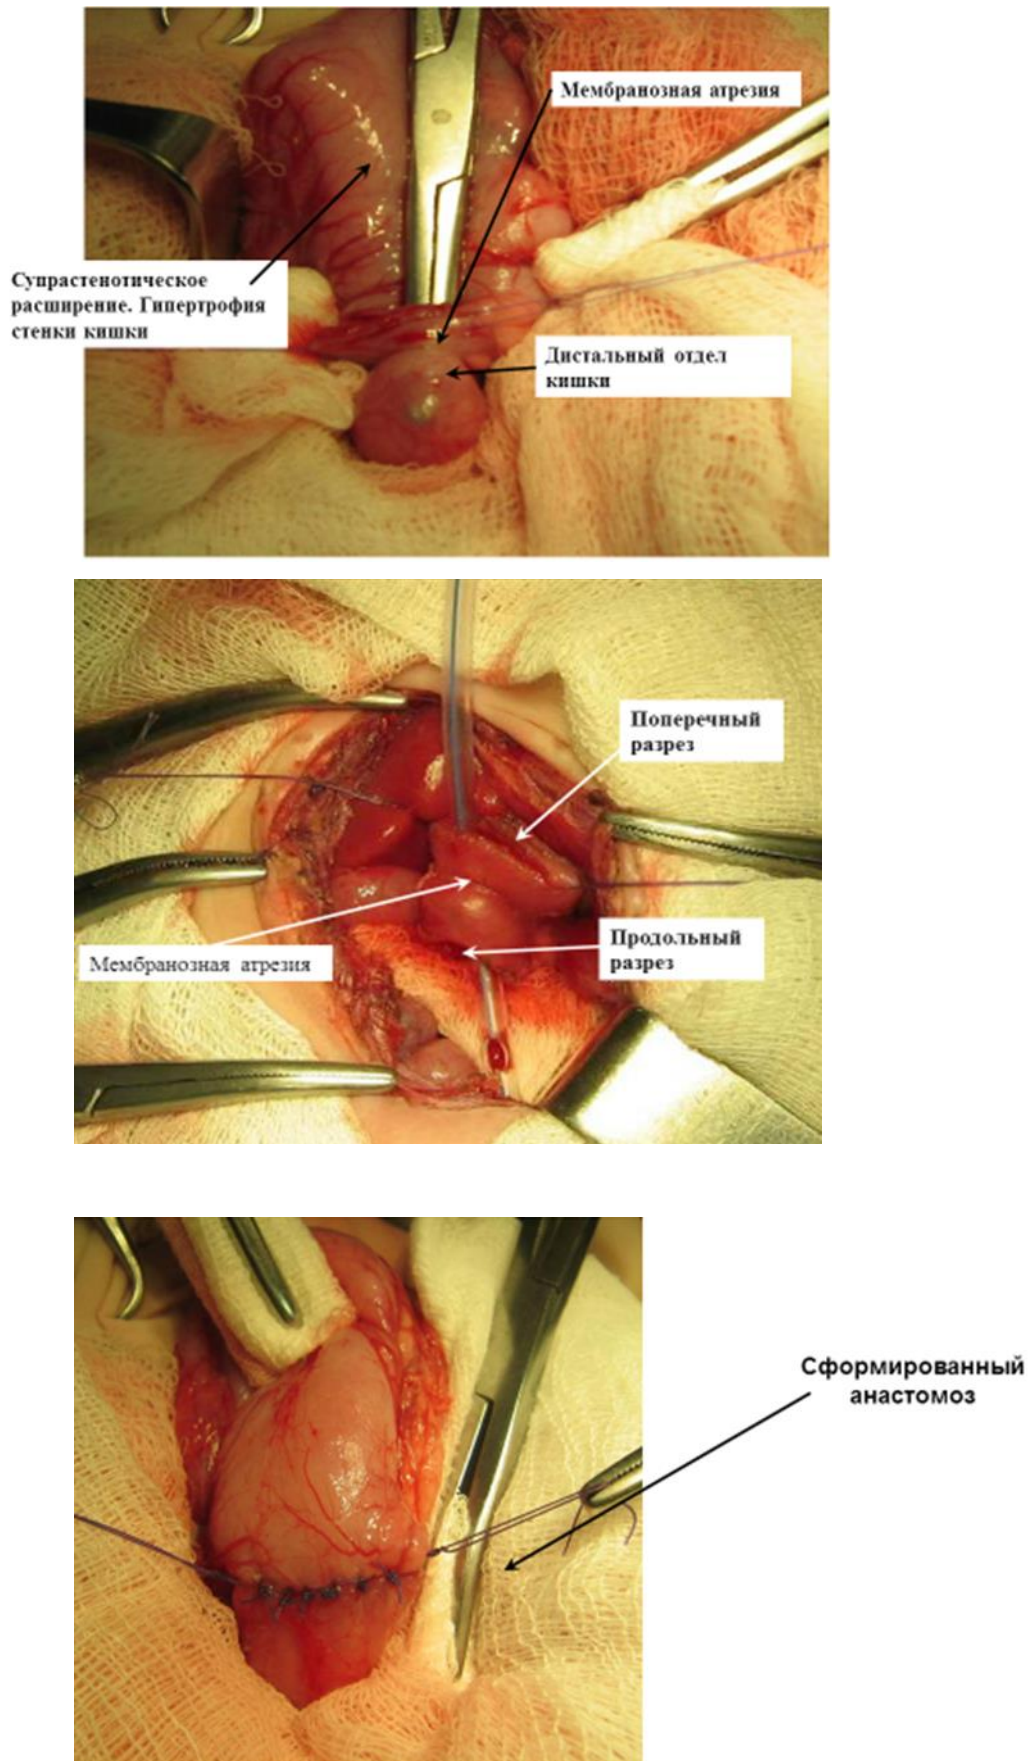 Мембранозная атрезия
Супрастенотическое
расширение. Гипертрофия
стенки кишки
Дистальный отдел
кишки
Поперечный
разрез
Продольный
разрез
Мембранозная атрезия
Сформированный
анастомоз